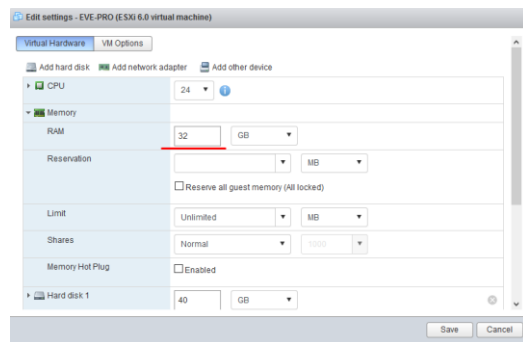 Edit settings - EVE-PRO (ESXi 6.0 virtual machine)
Virtual Hardware VM Options
Add hard disk Add network adapter Add other device
CPU 24
Memory
RAM 32 GB
Reservation MB
Reserve all guest memory (All locked)
Limit Unlimited MB
Shares Normal 1000
Memory Hot Plug Enabled
Hard disk 1 40 GB
Save Cancel